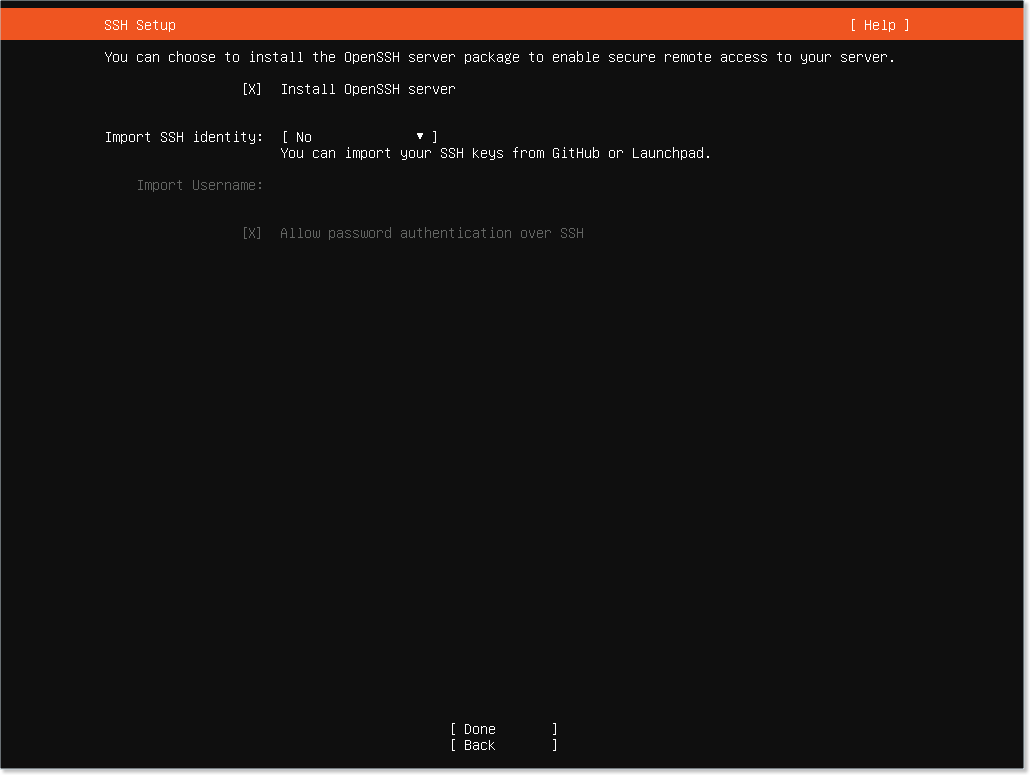 SSH Setup [ Help ]
You can choose to install the OpenSSH server package to enable secure remote access to your server.
[X] Install OpenSSH server
Import SSH identity: [ No ▼ ]
You can import your SSH keys from GitHub or Launchpad.
Import Username:
[X] Allow password authentication over SSH
[ Done ]
[ Back ]